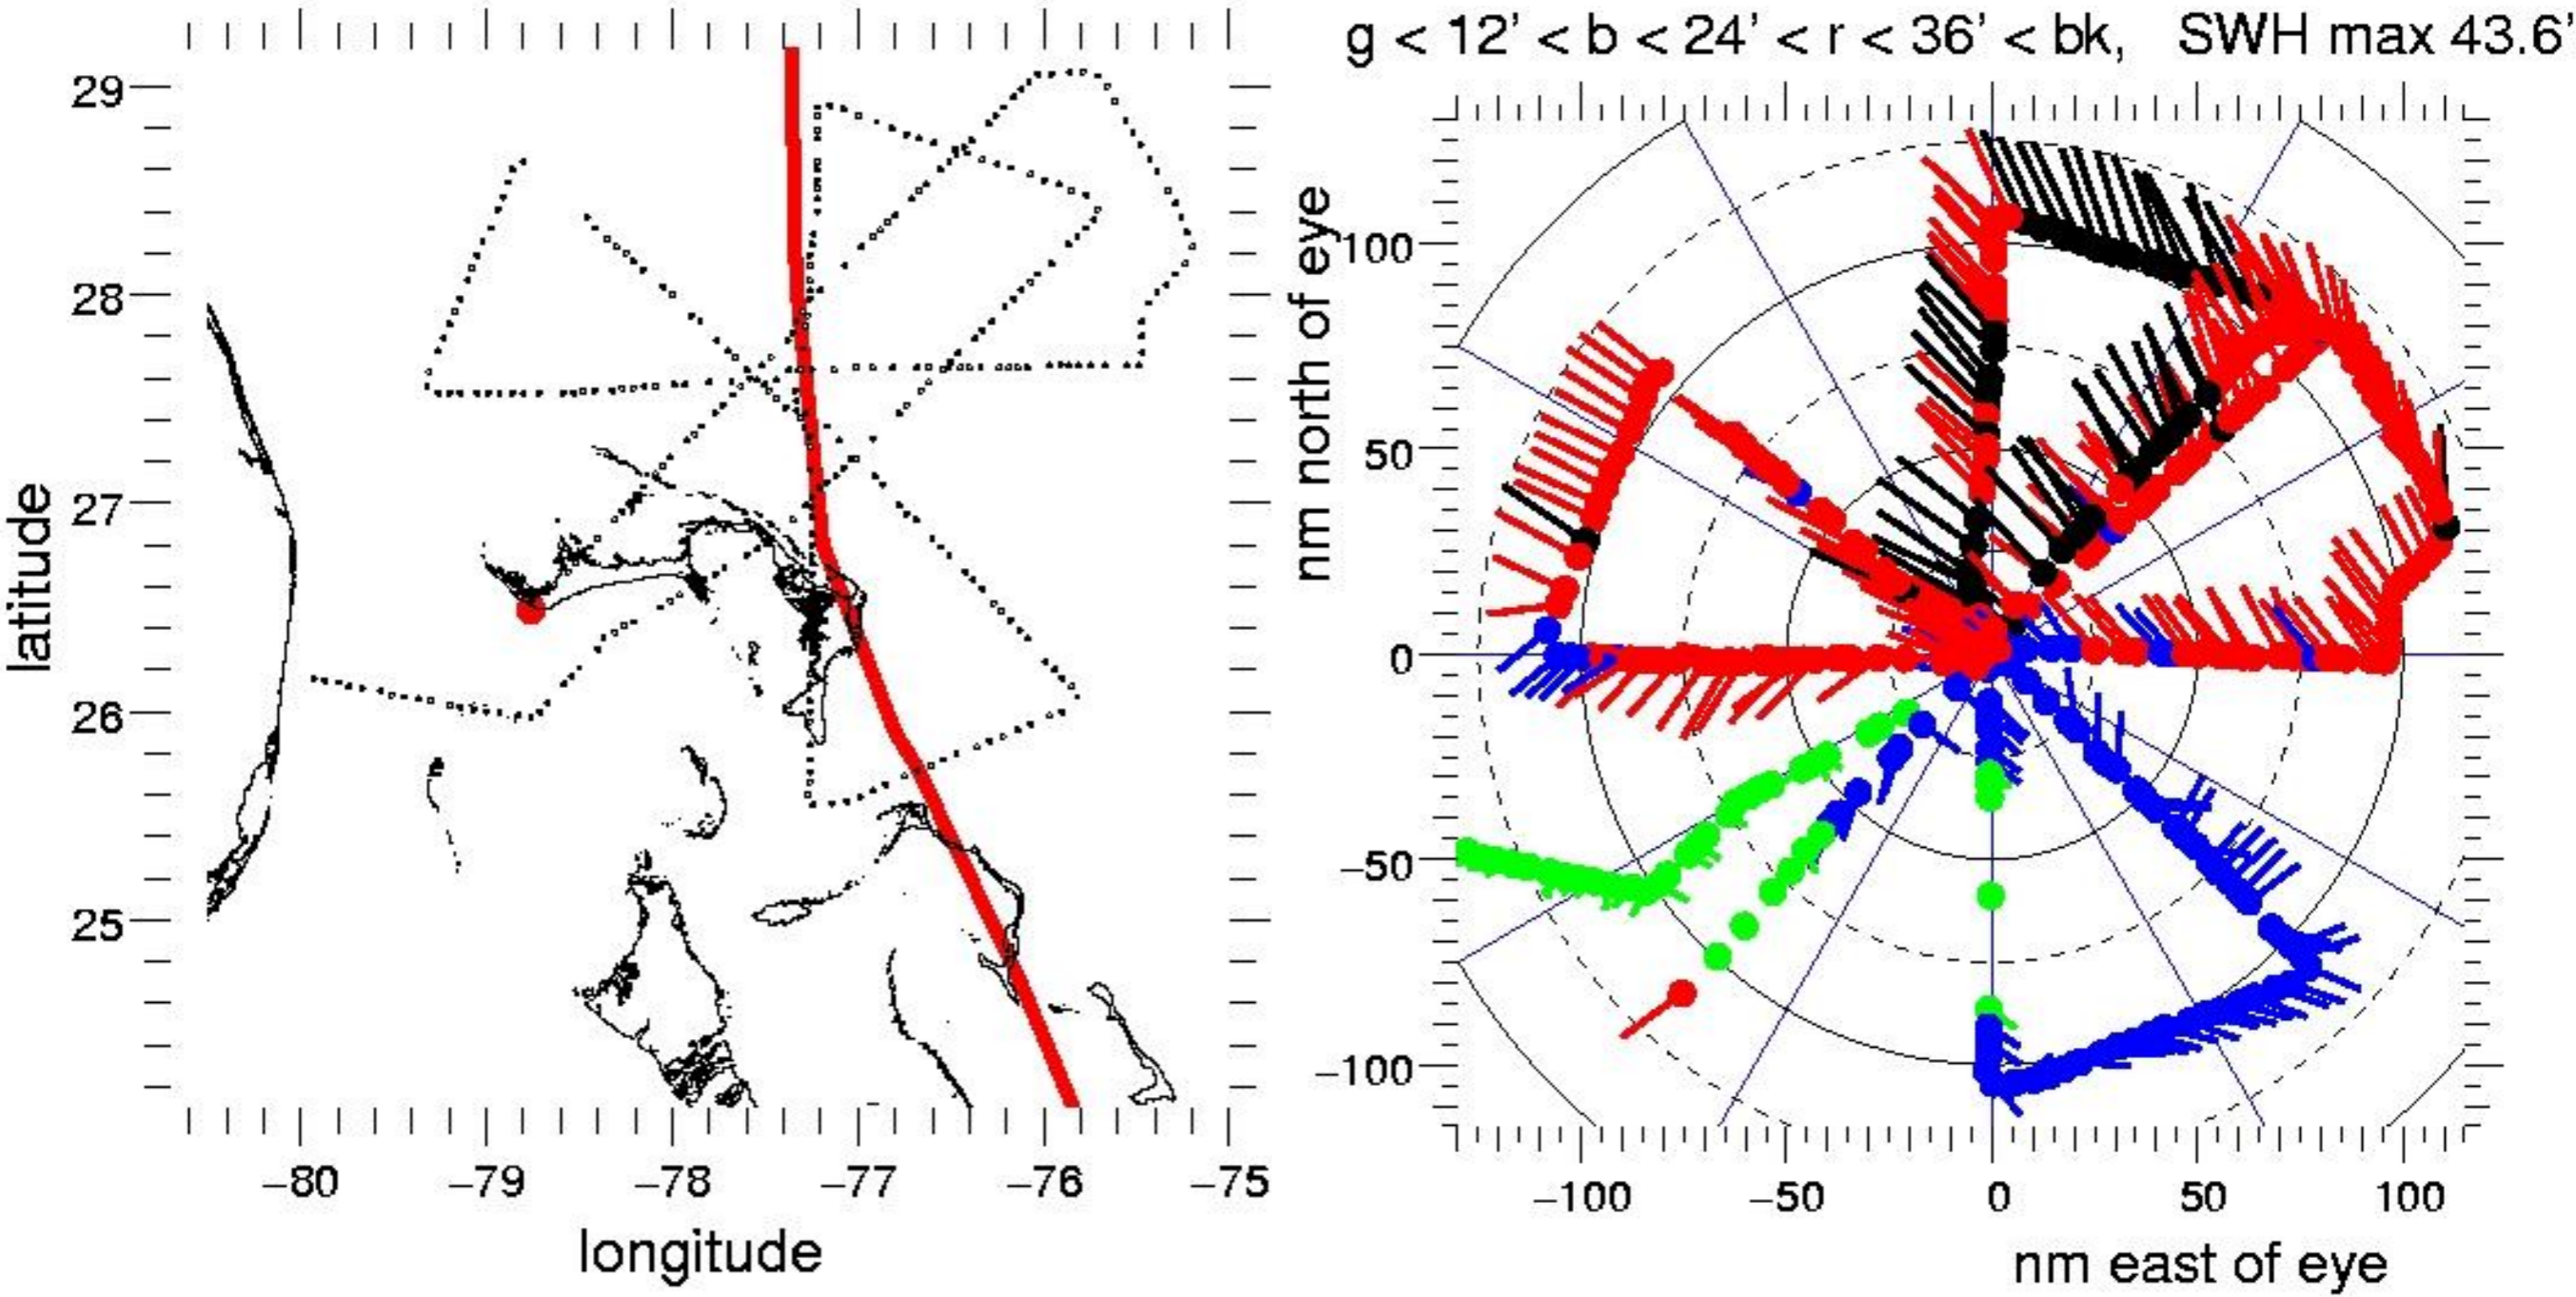 g < 12' < b < 24' < r < 36' < bk, SWH max 43.6'
29
28
27
26
25
latitude
−80 −79 −78 −77 −76 −75
longitude
100
50
0
−50
−100
nm north of eye
−100 −50 0 50 100
nm east of eye